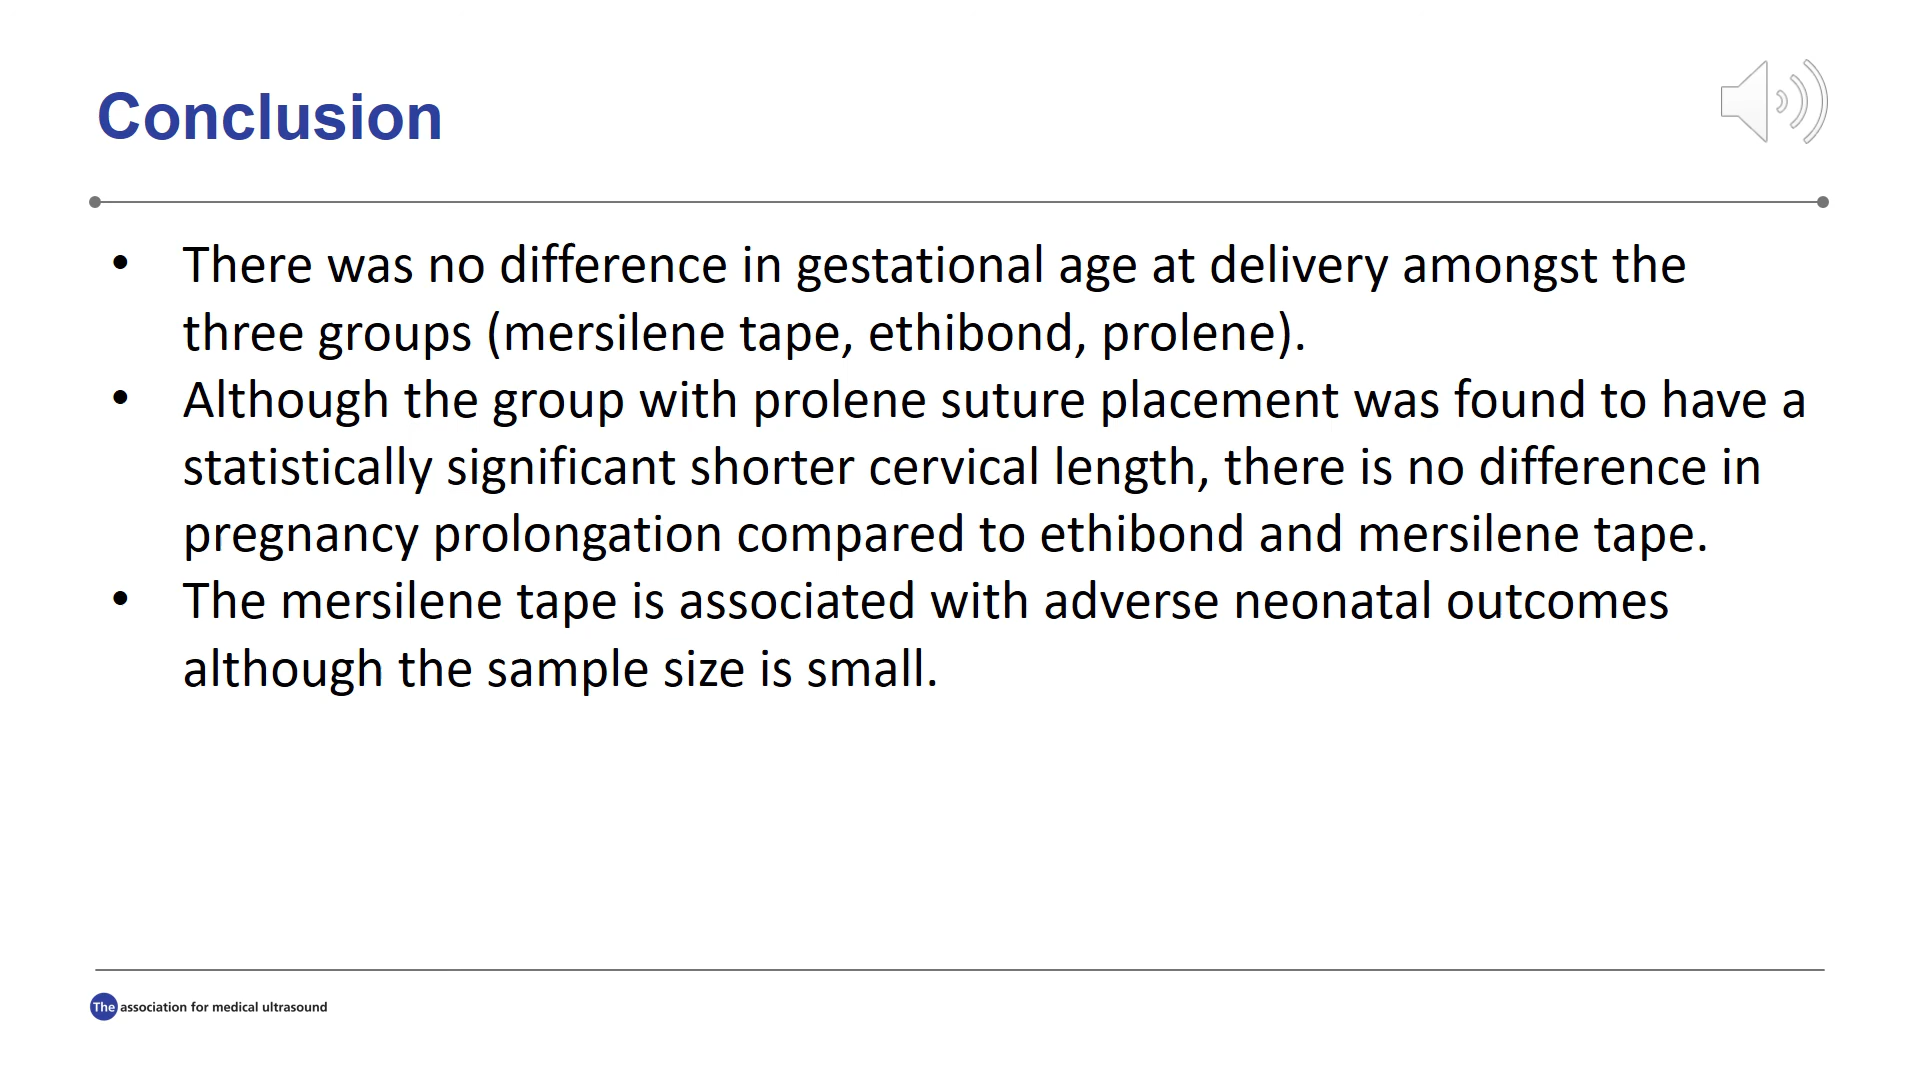 Conclusion
• There was no difference in gestational age at delivery amongst the
three groups (mersilene tape, ethibond, prolene).
• Although the group with prolene suture placement was found to have a
statistically significant shorter cervical length, there is no difference in
pregnancy prolongation compared to ethibond and mersilene tape.
• The mersilene tape is associated with adverse neonatal outcomes
although the sample size is small.
The association for medical ultrasound